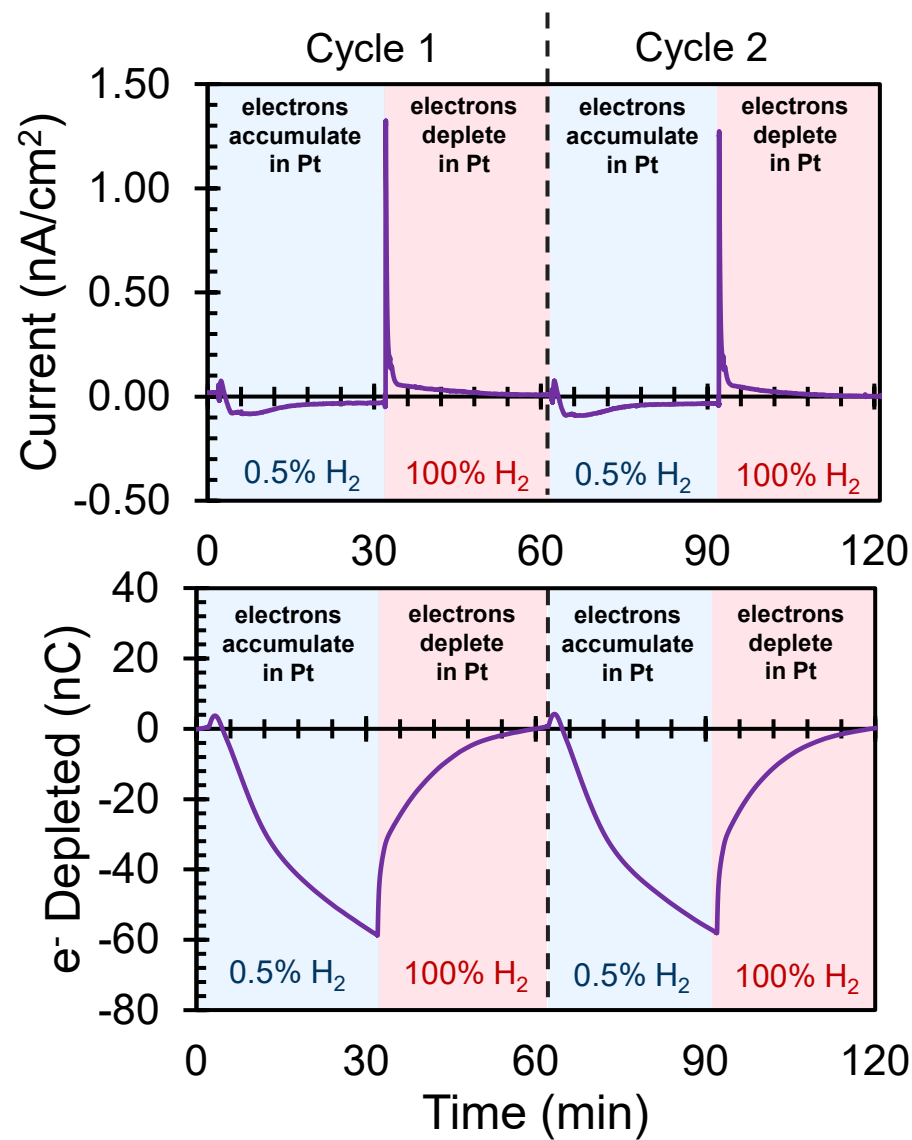 Cycle 1
Cycle 2
Current (nA/cm²)
1.50
1.00
0.50
0.00
-0.50
electrons
accumulate
in Pt
electrons
deplete
in Pt
electrons
accumulate
in Pt
electrons
deplete
in Pt
0.5% H₂
100% H₂
0.5% H₂
100% H₂
0 30 60 90 120
e⁻ Depleted (nC)
40
20
0
-20
-40
-60
-80
electrons
accumulate
in Pt
electrons
deplete
in Pt
electrons
accumulate
in Pt
electrons
deplete
in Pt
0.5% H₂
100% H₂
0.5% H₂
100% H₂
0 30 60 90 120
Time (min)